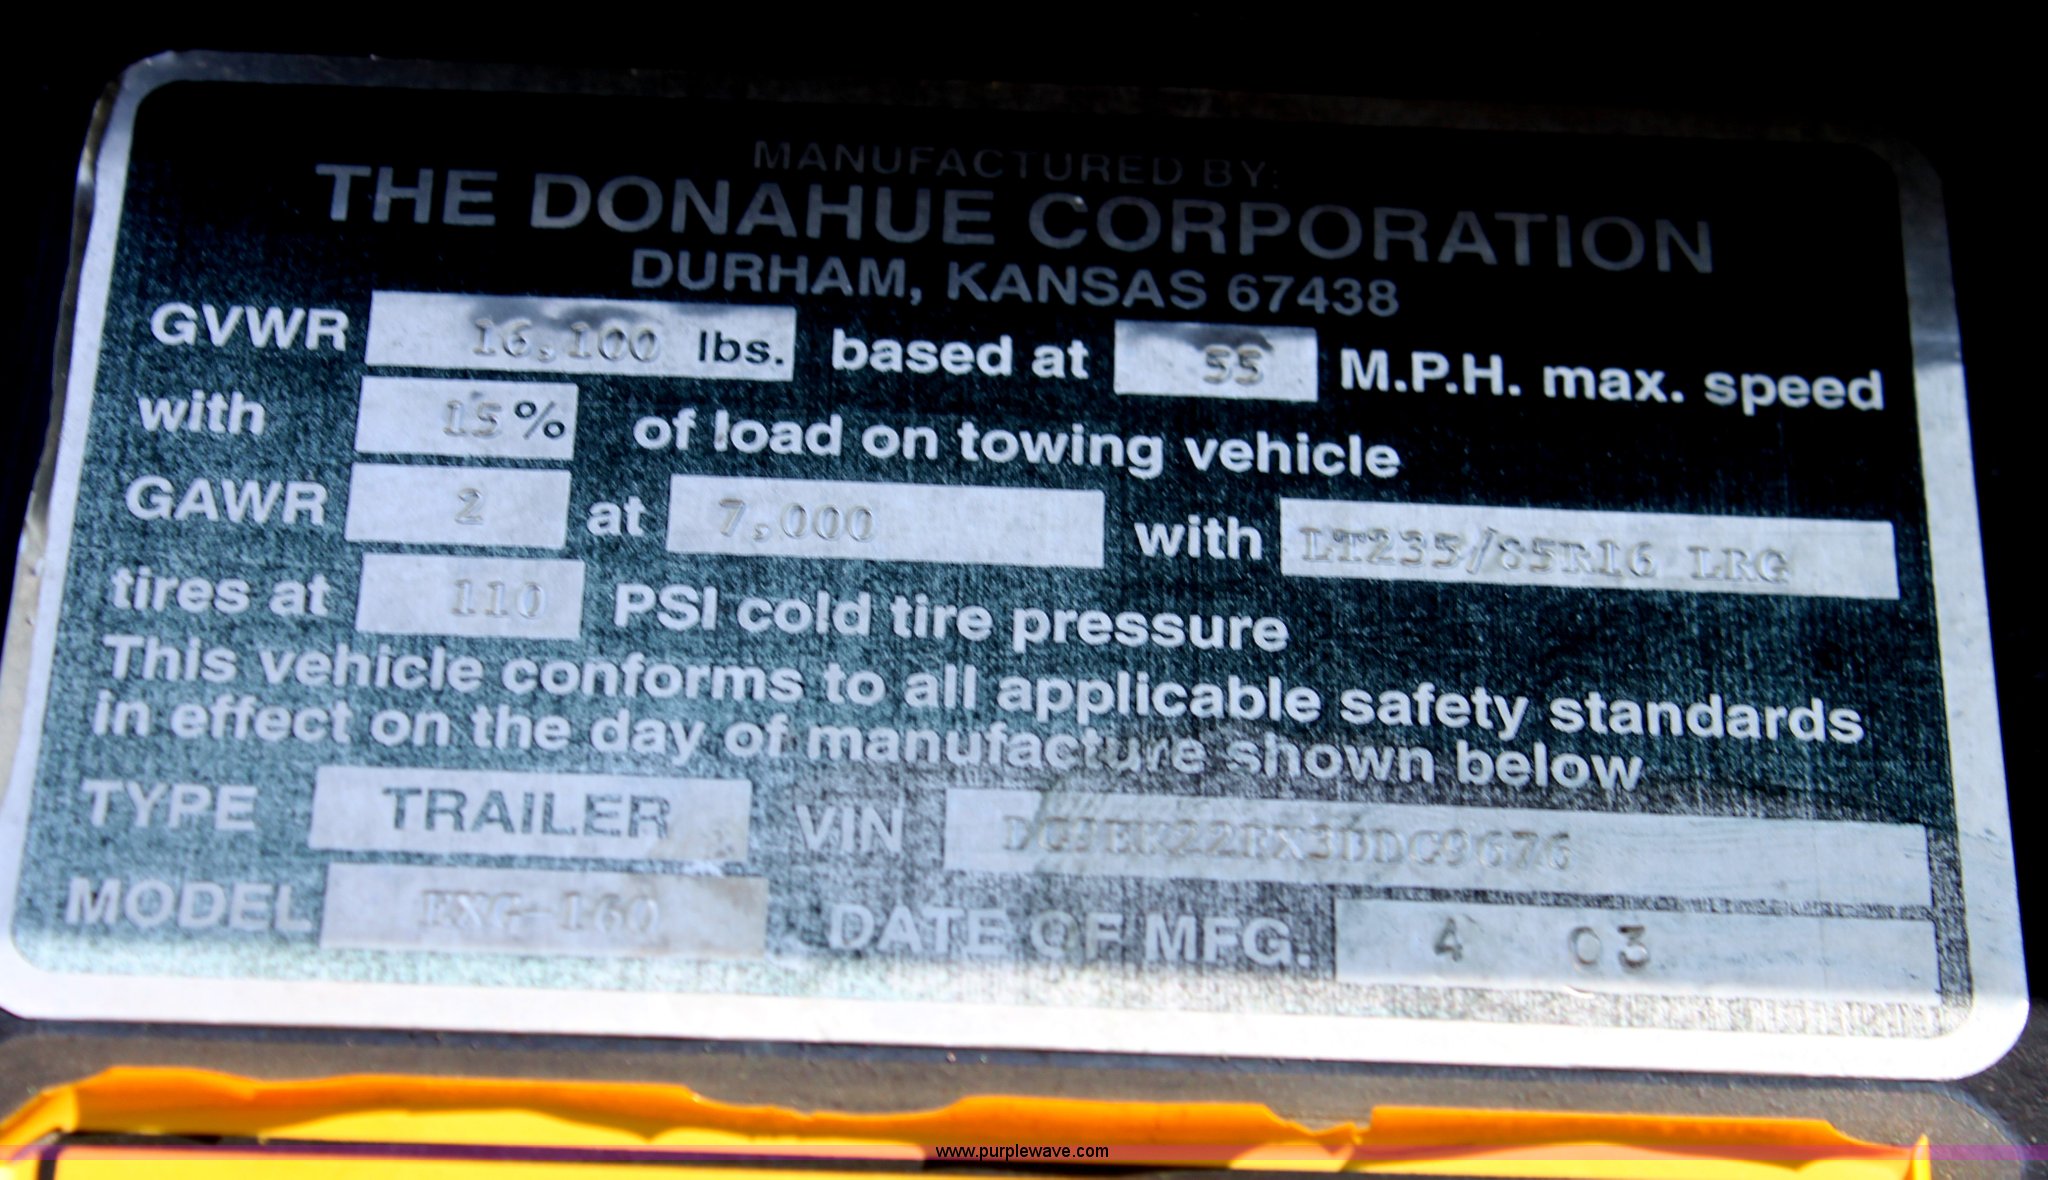 MANUFACTURED BY:
THE DONAHUE CORPORATION
DURHAM, KANSAS 67438
GVWR 16,100 lbs. based at 55 M.P.H. max. speed
with 15% of load on towing vehicle
GAWR 2 at 7,000 with LT235/85R16 LRG
tires at 110 PSI cold tire pressure
This vehicle conforms to all applicable safety standards
in effect on the day of manufacture shown below
TYPE TRAILER VIN
MODEL EXG-160 DATE OF MFG. 4 03
www.purplewave.com